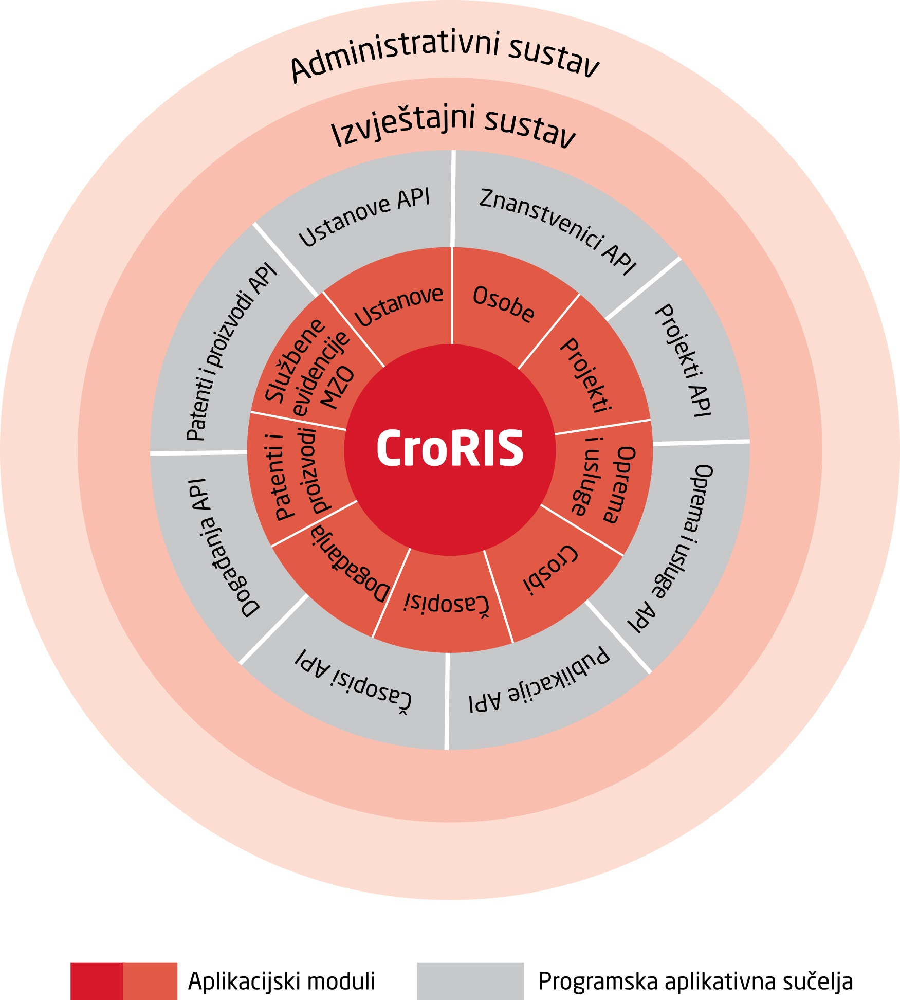 Administrativni sustav
Izvještajni sustav
Ustanove API
Znanstvenici API
Projekti API
Oprema i usluge API
Publikacije API
Časopisi API
Događanja API
Patenti i proizvodi API
Ustanove
Osobe
Projekti
Oprema
i usluge
Crosbi
Časopisi
Događanja
Patenti i
proizvodi
Službene
evidencije
MZO
CroRIS
Aplikacijski moduli
Programska aplikativna sučelja